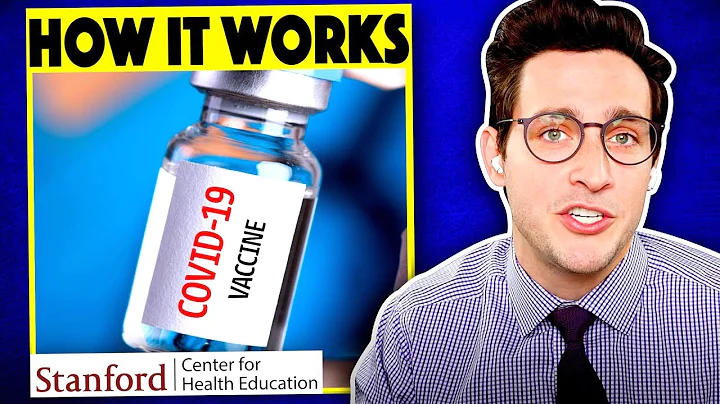 HOW IT WORKS
COVID-19
VACCINE
Stanford
Center for
Health Education